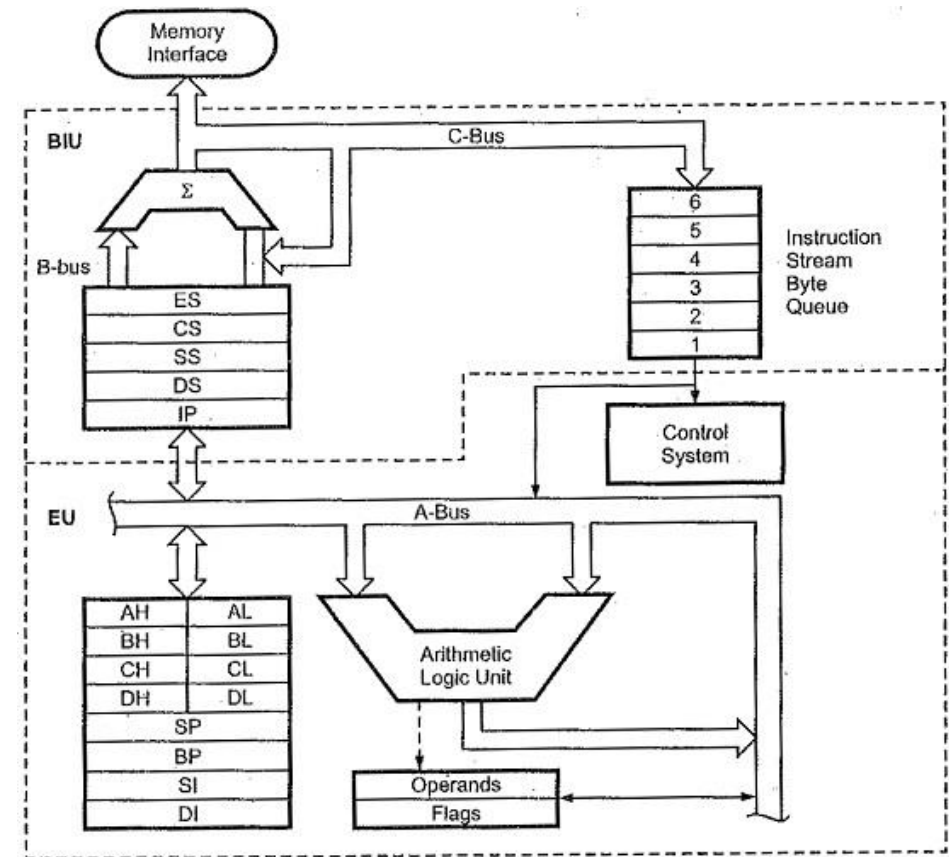 Memory
Interface
BIU
C-Bus
Σ
B-bus
6
5
4
3
2
1
Instruction
Stream
Byte
Queue
ES
CS
SS
DS
IP
Control
System
EU
A-Bus
AH AL
BH BL
CH CL
DH DL
SP
BP
SI
DI
Arithmetic
Logic Unit
Operands
Flags